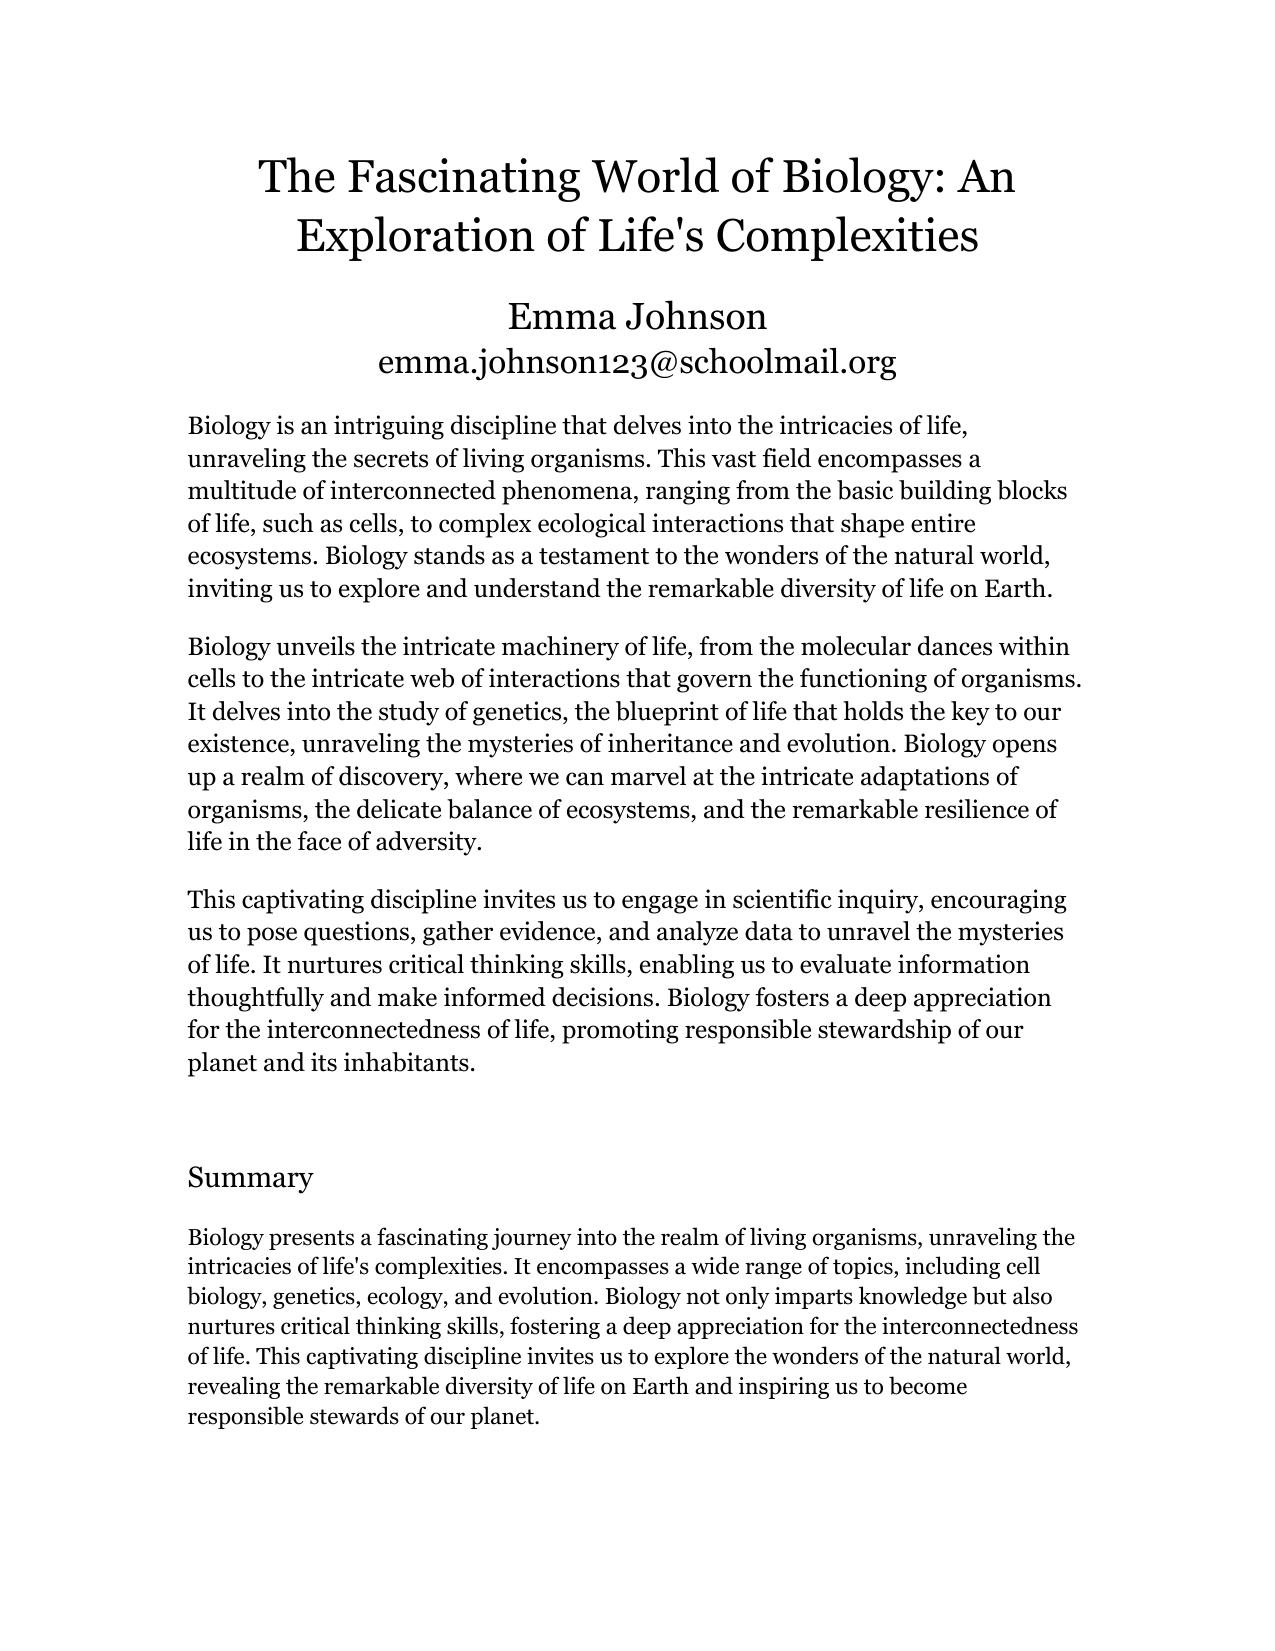 The Fascinating World of Biology: An
Exploration of Life's Complexities
Emma Johnson
emma.johnson123@schoolmail.org
Biology is an intriguing discipline that delves into the intricacies of life,
unraveling the secrets of living organisms. This vast field encompasses a
multitude of interconnected phenomena, ranging from the basic building blocks
of life, such as cells, to complex ecological interactions that shape entire
ecosystems. Biology stands as a testament to the wonders of the natural world,
inviting us to explore and understand the remarkable diversity of life on Earth.
Biology unveils the intricate machinery of life, from the molecular dances within
cells to the intricate web of interactions that govern the functioning of organisms.
It delves into the study of genetics, the blueprint of life that holds the key to our
existence, unraveling the mysteries of inheritance and evolution. Biology opens
up a realm of discovery, where we can marvel at the intricate adaptations of
organisms, the delicate balance of ecosystems, and the remarkable resilience of
life in the face of adversity.
This captivating discipline invites us to engage in scientific inquiry, encouraging
us to pose questions, gather evidence, and analyze data to unravel the mysteries
of life. It nurtures critical thinking skills, enabling us to evaluate information
thoughtfully and make informed decisions. Biology fosters a deep appreciation
for the interconnectedness of life, promoting responsible stewardship of our
planet and its inhabitants.
Summary
Biology presents a fascinating journey into the realm of living organisms, unraveling the
intricacies of life's complexities. It encompasses a wide range of topics, including cell
biology, genetics, ecology, and evolution. Biology not only imparts knowledge but also
nurtures critical thinking skills, fostering a deep appreciation for the interconnectedness
of life. This captivating discipline invites us to explore the wonders of the natural world,
revealing the remarkable diversity of life on Earth and inspiring us to become
responsible stewards of our planet.